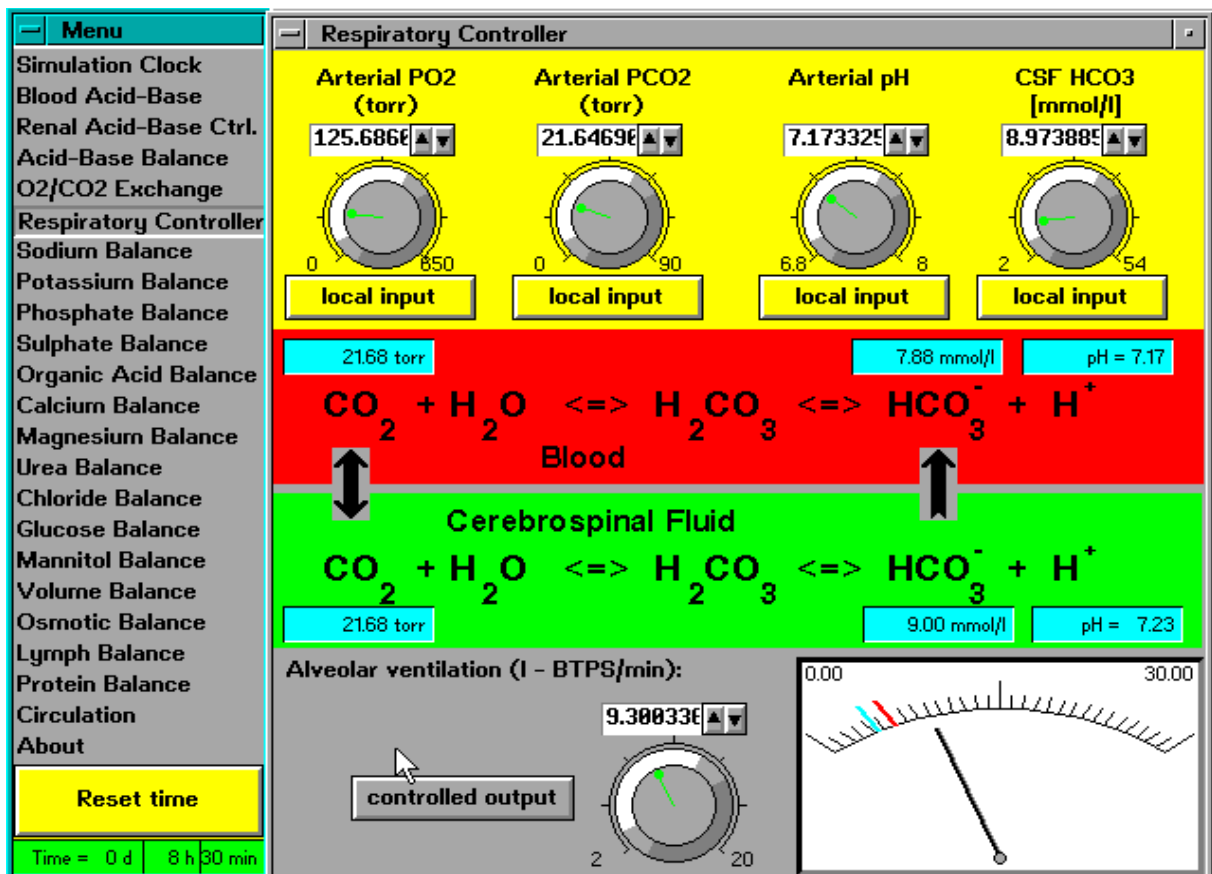 Menu
Simulation Clock
Blood Acid-Base
Renal Acid-Base Ctrl.
Acid-Base Balance
O2/CO2 Exchange
Respiratory Controller
Sodium Balance
Potassium Balance
Phosphate Balance
Sulphate Balance
Organic Acid Balance
Calcium Balance
Magnesium Balance
Urea Balance
Chloride Balance
Glucose Balance
Mannitol Balance
Volume Balance
Osmotic Balance
Lymph Balance
Protein Balance
Circulation
About
Reset time
Time = 0 d 8 h 30 min
Respiratory Controller
Arterial PO2 Arterial PCO2 Arterial pH CSF HCO3
(torr) (torr) [mmol/l]
125.6866 21.64696 7.173325 8.973885
0 650 0 90 6.8 8 2 54
local input local input local input local input
21.68 torr 7.88 mmol/l pH = 7.17
CO2 + H2O <=> H2CO3 <=> HCO3- + H+
Blood
Cerebrospinal Fluid
CO2 + H2O <=> H2CO3 <=> HCO3- + H+
21.68 torr 9.00 mmol/l pH = 7.23
Alveolar ventilation (l - BTPS/min):
0.00 30.00
9.300336
controlled output
2 20